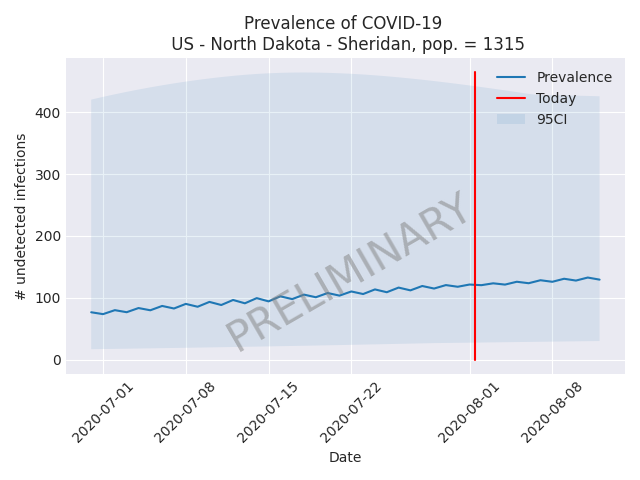 Prevalence of COVID-19
US - North Dakota - Sheridan, pop. = 1315
# undetected infections
400
300
200
100
0
Prevalence
Today
95CI
PRELIMINARY
2020-07-01
2020-07-08
2020-07-15
2020-07-22
2020-08-01
2020-08-08
Date